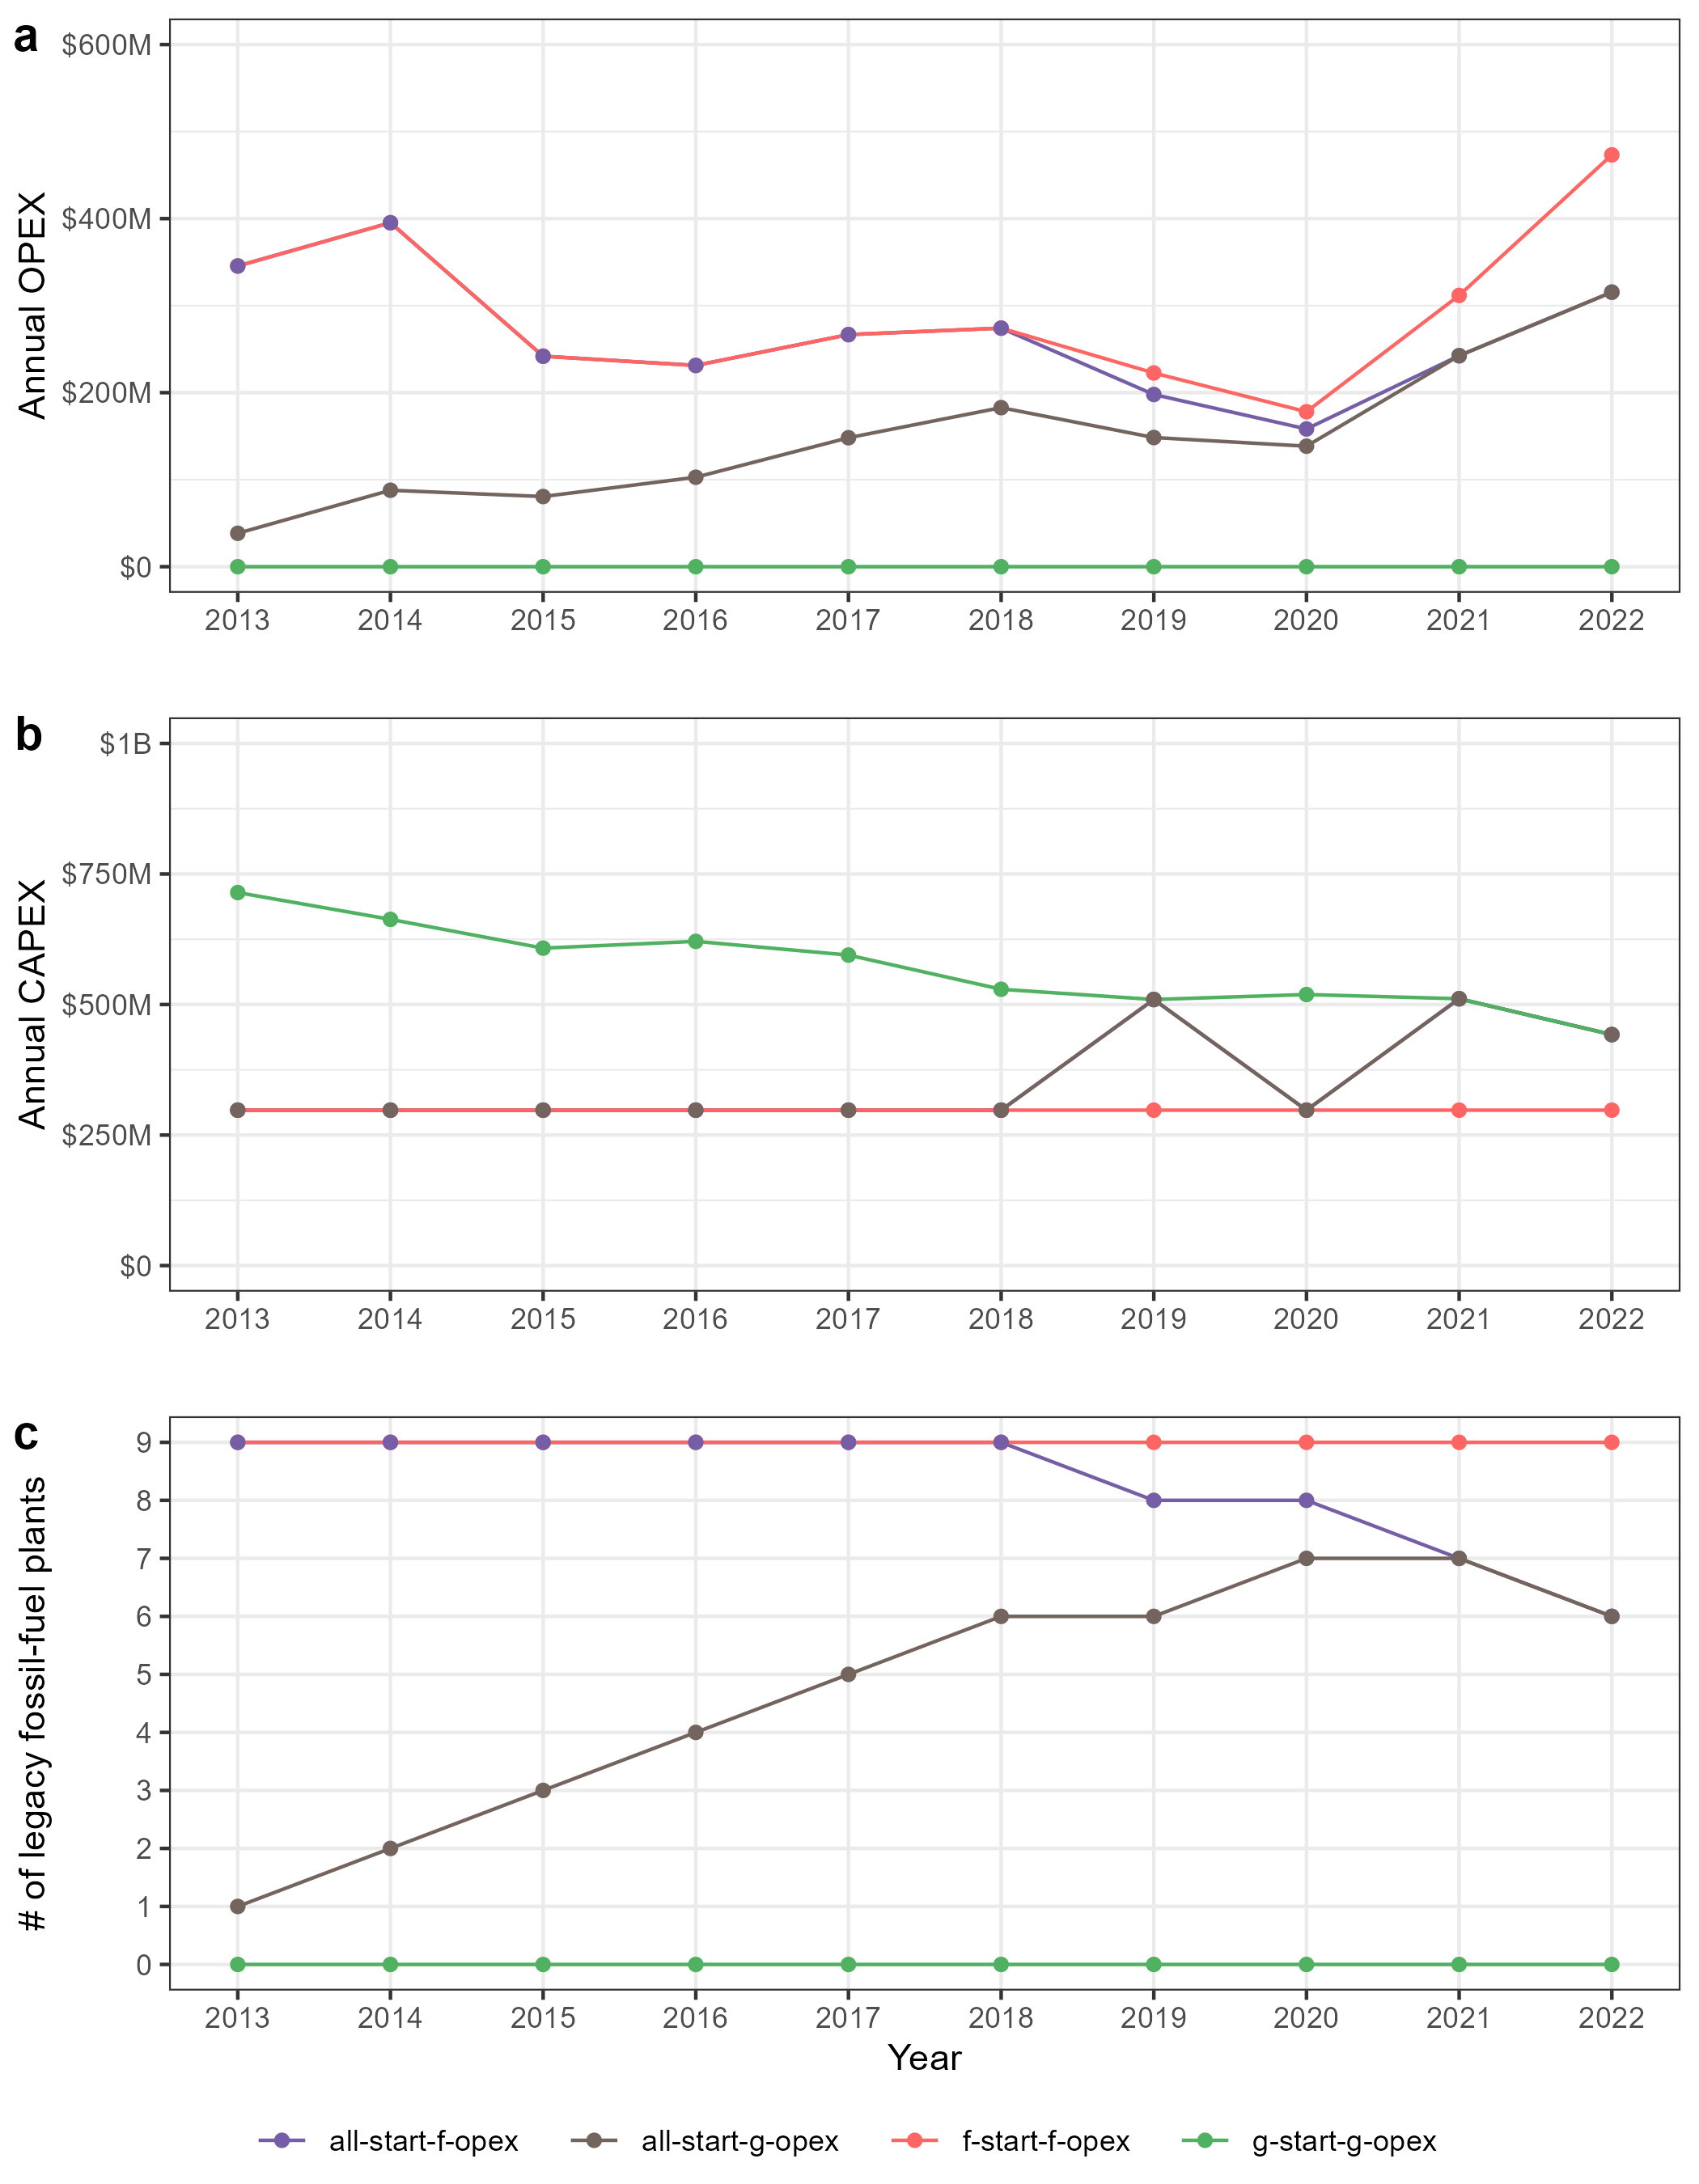 a
Annual OPEX
$600M
$400M
$200M
$0
2013 2014 2015 2016 2017 2018 2019 2020 2021 2022
b
Annual CAPEX
$1B
$750M
$500M
$250M
$0
2013 2014 2015 2016 2017 2018 2019 2020 2021 2022
c
# of legacy fossil-fuel plants
9
8
7
6
5
4
3
2
1
0
2013 2014 2015 2016 2017 2018 2019 2020 2021 2022
Year
all-start-f-opex all-start-g-opex f-start-f-opex g-start-g-opex